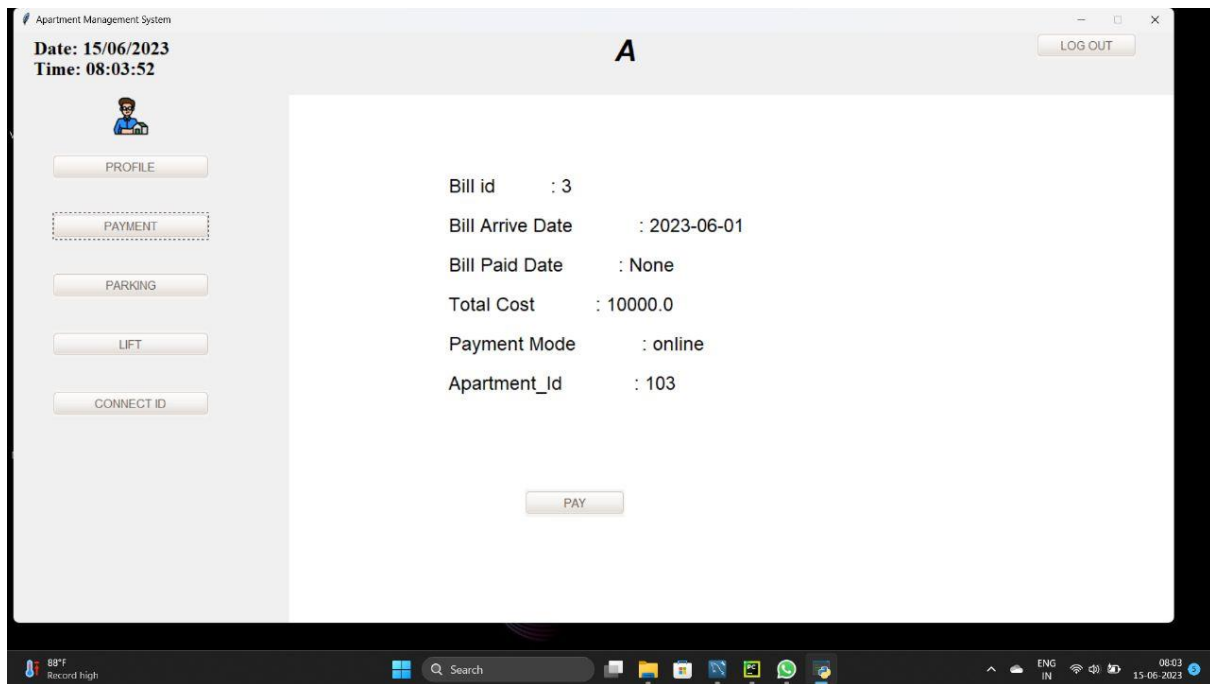 Apartment Management System
Date: 15/06/2023
Time: 08:03:52
A
LOG OUT
PROFILE
PAYMENT
PARKING
LIFT
CONNECT ID
Bill id : 3
Bill Arrive Date : 2023-06-01
Bill Paid Date : None
Total Cost : 10000.0
Payment Mode : online
Apartment_Id : 103
PAY
88°F
Record high
Search
PC
ENG
IN
08:03
15-06-2023
5